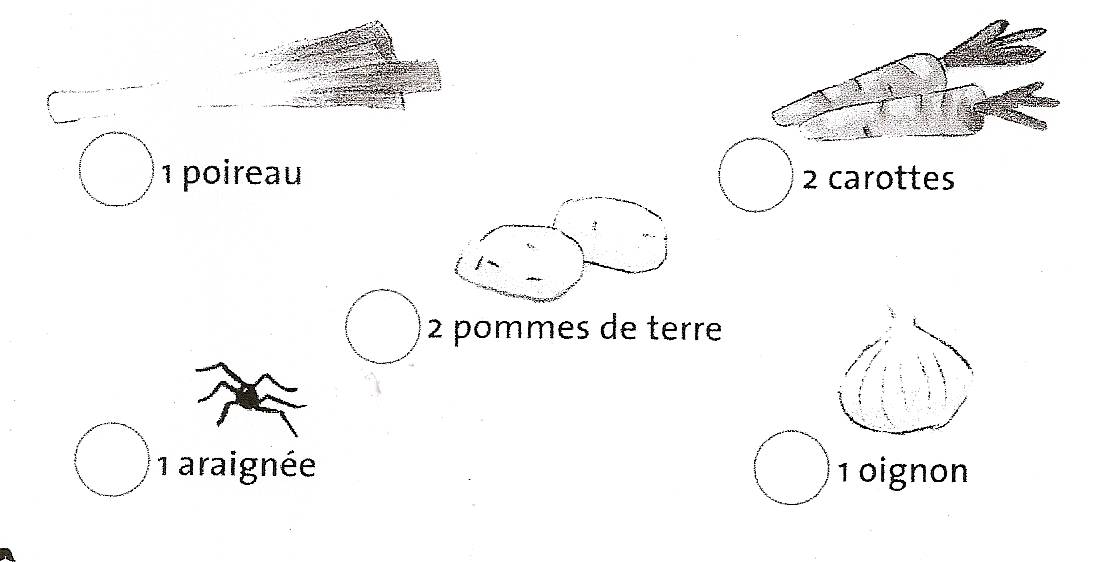 1 poireau
2 carottes
2 pommes de terre
1 araignée
1 oignon